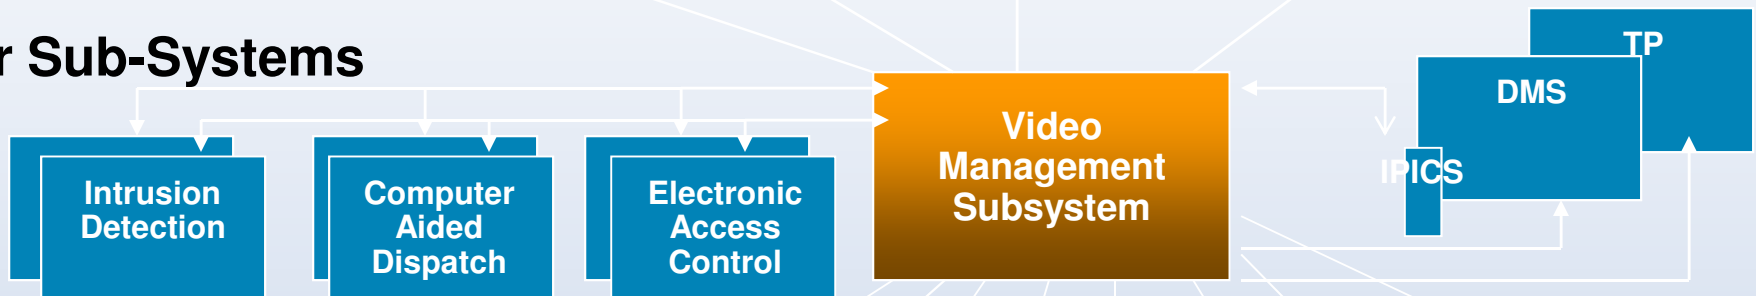 r Sub-Systems
TP
DMS
Video
Management
Subsystem
IPICS
Intrusion
Detection
Computer
Aided
Dispatch
Electronic
Access
Control